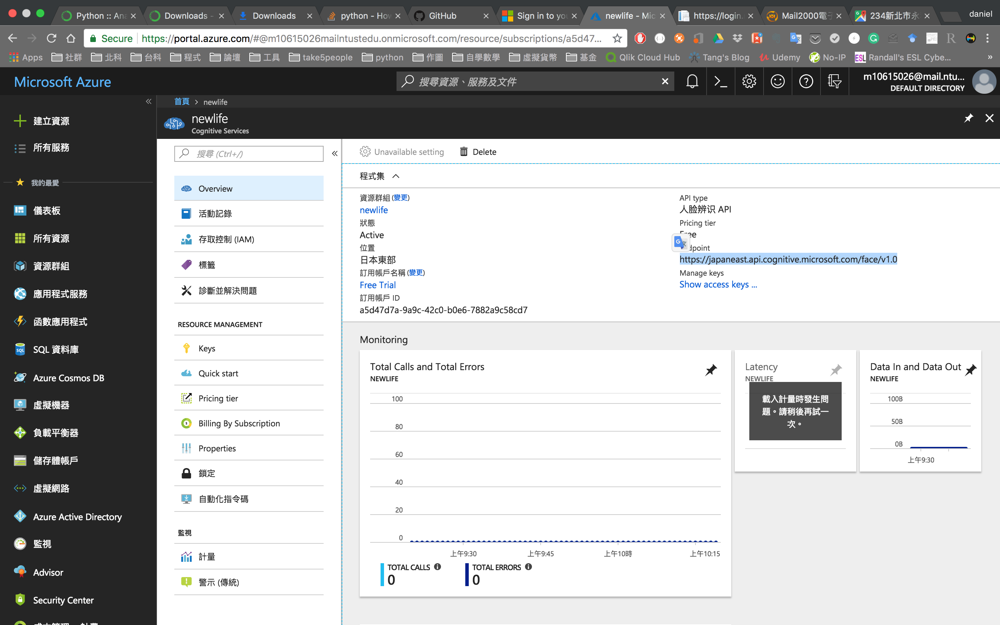 Python :: Ana
Downloads -
Downloads
python - How
GitHub
Sign in to you
newlife - Mic
https://login.
Mail2000電子
234新北市永
daniel
Secure
https://portal.azure.com/#@m10615026mailntustedu.onmicrosoft.com/resource/subscriptions/a5d47...
Apps
社群
北科
台科
程式
論壇
工具
take5people
python
作圖
自學數學
虛擬貨幣
基金
Qlik Cloud Hub
Tang's Blog
Udemy
No-IP
ESL
Randall's ESL Cybe...
»
Microsoft Azure
搜尋資源、服務及文件
m10615026@mail.ntu...
DEFAULT DIRECTORY
建立資源
所有服務
我的最愛
儀表板
所有資源
資源群組
應用程式服務
函數應用程式
SQL 資料庫
Azure Cosmos DB
虛擬機器
負載平衡器
儲存體帳戶
虛擬網路
Azure Active Directory
監視
Advisor
Security Center
首頁 > newlife
newlife
Cognitive Services
搜尋 (Ctrl+/)
Overview
活動記錄
存取控制 (IAM)
標籤
診斷並解決問題
RESOURCE MANAGEMENT
Keys
Quick start
Pricing tier
Billing By Subscription
Properties
鎖定
自動化指令碼
監視
計量
警示 (傳統)
Unavailable setting
Delete
程式集
資源群組 (變更)
newlife
狀態
Active
位置
日本東部
訂用帳戶名稱 (變更)
Free Trial
訂用帳戶 ID
a5d47d7a-9a9c-42c0-b0e6-7882a9c58cd7
API type
人脸辨识 API
Pricing tier
Free
dpoint
https://japaneast.api.cognitive.microsoft.com/face/v1.0
Manage keys
Show access keys ...
Monitoring
Total Calls and Total Errors
NEWLIFE
100
80
60
40
20
0
上午9:30
上午9:45
上午10時
上午10:15
TOTAL CALLS
0
TOTAL ERRORS
0
Latency
NEWLIFE
載入計量時發生問
題。請稍後再試一
次。
Data In and Data Out
NEWLIFE
100B
50B
0B
上午9:30